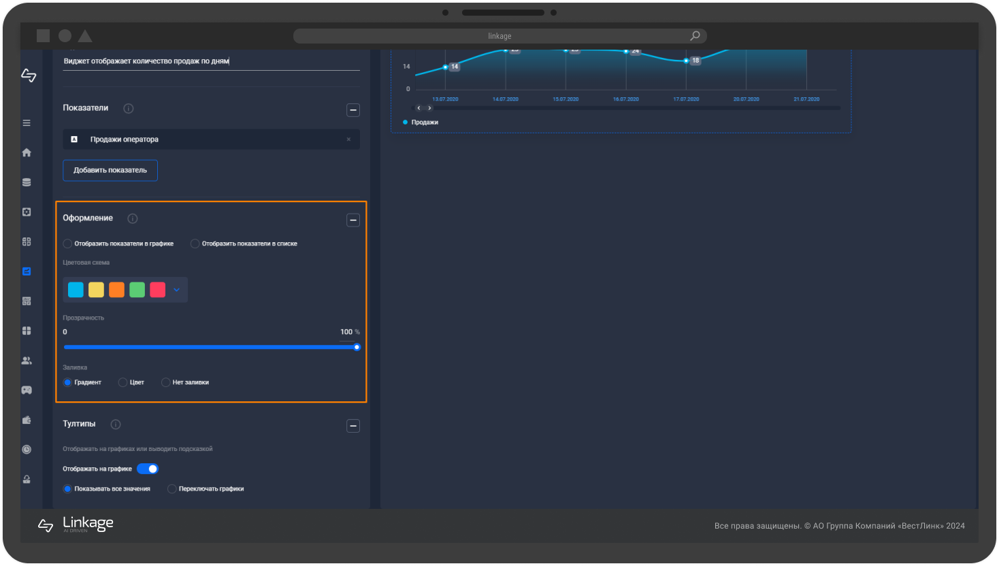 linkage
Виджет отображает количество продаж по дням
Показатели
Продажи оператора
Добавить показатель
Оформление
Отобразить показатели в графике
Отобразить показатели в списке
Цветовая схема
Прозрачность
0
100 %
Заливка
Градиент
Цвет
Нет заливки
Тултипы
Отображать на графиках или выводить подсказкой
Отображать на графике
Показывать все значения
Переключать графики
24
14
14
18
0
13.07.2020
14.07.2020
15.07.2020
16.07.2020
17.07.2020
20.07.2020
21.07.2020
Продажи
Linkage
AI DRIVEN
Все права защищены. © АО Группа Компаний «ВестЛинк» 2024